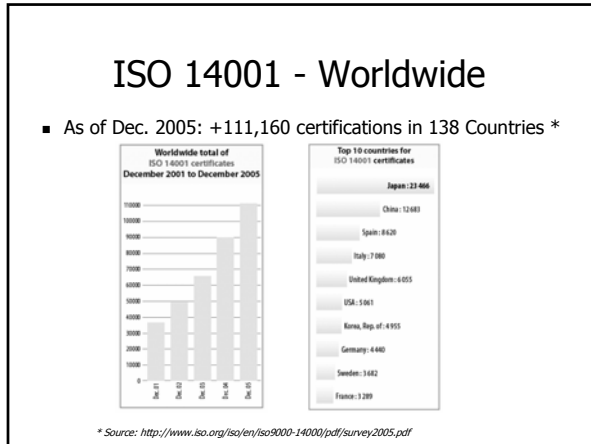 ISO 14001 - Worldwide
■ As of Dec. 2005: +111,160 certifications in 138 Countries *
Worldwide total of
ISO 14001 certificates
December 2001 to December 2005
110000
100000
90000
80000
70000
60000
50000
40000
30000
20000
10000
0
Dec. 01
Dec. 02
Dec. 03
Dec. 04
Dec. 05
Top 10 countries for
ISO 14001 certificates
Japan : 23 466
China : 12 683
Spain : 8 620
Italy : 7 080
United Kingdom : 6 055
USA : 5 061
Korea, Rep. of : 4 955
Germany : 4 440
Sweden : 3 682
France : 3 289
* Source: http://www.iso.org/iso/en/iso9000-14000/pdf/survey2005.pdf